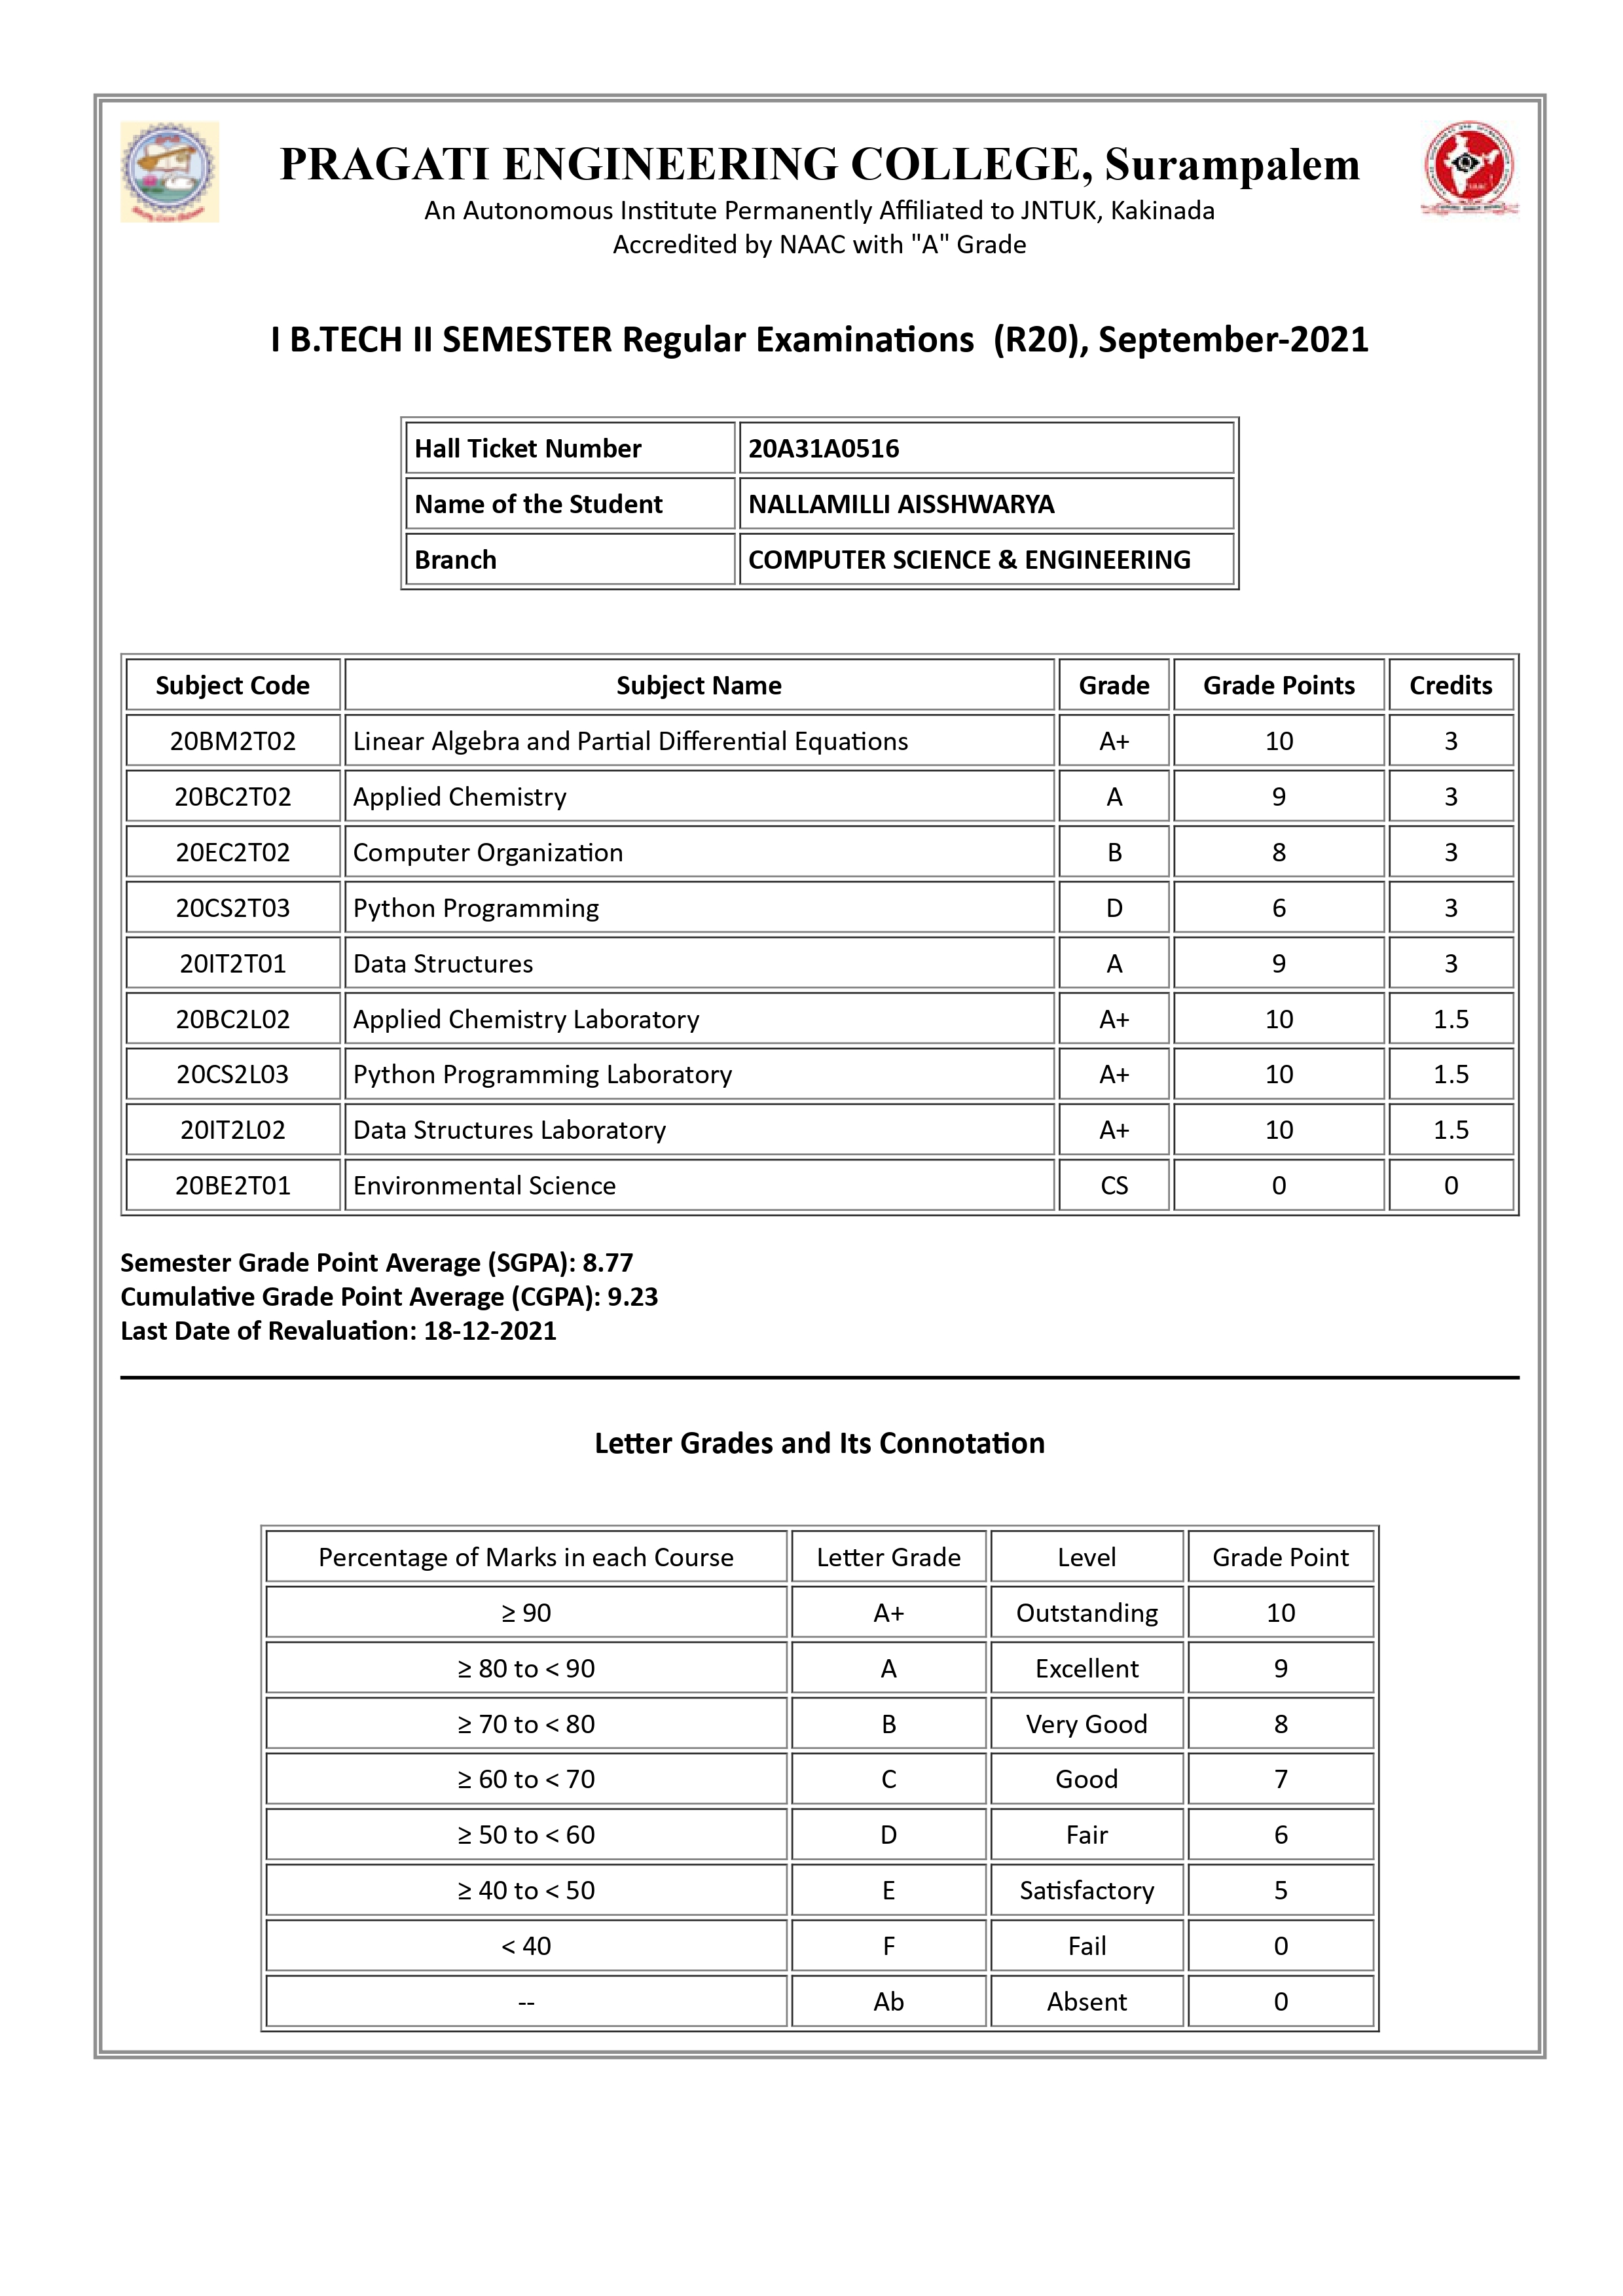 PRAGATI ENGINEERING COLLEGE, Surampalem
An Autonomous Institute Permanently Affiliated to JNTUK, Kakinada
Accredited by NAAC with "A" Grade
I B.TECH II SEMESTER Regular Examinations (R20), September-2021
Hall Ticket Number 20A31A0516
Name of the Student NALLAMILLI AISSHWARYA
Branch COMPUTER SCIENCE & ENGINEERING
Subject Code Subject Name Grade Grade Points Credits
20BM2T02 Linear Algebra and Partial Differential Equations A+ 10 3
20BC2T02 Applied Chemistry A 9 3
20EC2T02 Computer Organization B 8 3
20CS2T03 Python Programming D 6 3
20IT2T01 Data Structures A 9 3
20BC2L02 Applied Chemistry Laboratory A+ 10 1.5
20CS2L03 Python Programming Laboratory A+ 10 1.5
20IT2L02 Data Structures Laboratory A+ 10 1.5
20BE2T01 Environmental Science CS 0 0
Semester Grade Point Average (SGPA): 8.77
Cumulative Grade Point Average (CGPA): 9.23
Last Date of Revaluation: 18-12-2021
Letter Grades and Its Connotation
Percentage of Marks in each Course Letter Grade Level Grade Point
≥ 90 A+ Outstanding 10
≥ 80 to < 90 A Excellent 9
≥ 70 to < 80 B Very Good 8
≥ 60 to < 70 C Good 7
≥ 50 to < 60 D Fair 6
≥ 40 to < 50 E Satisfactory 5
< 40 F Fail 0
-- Ab Absent 0